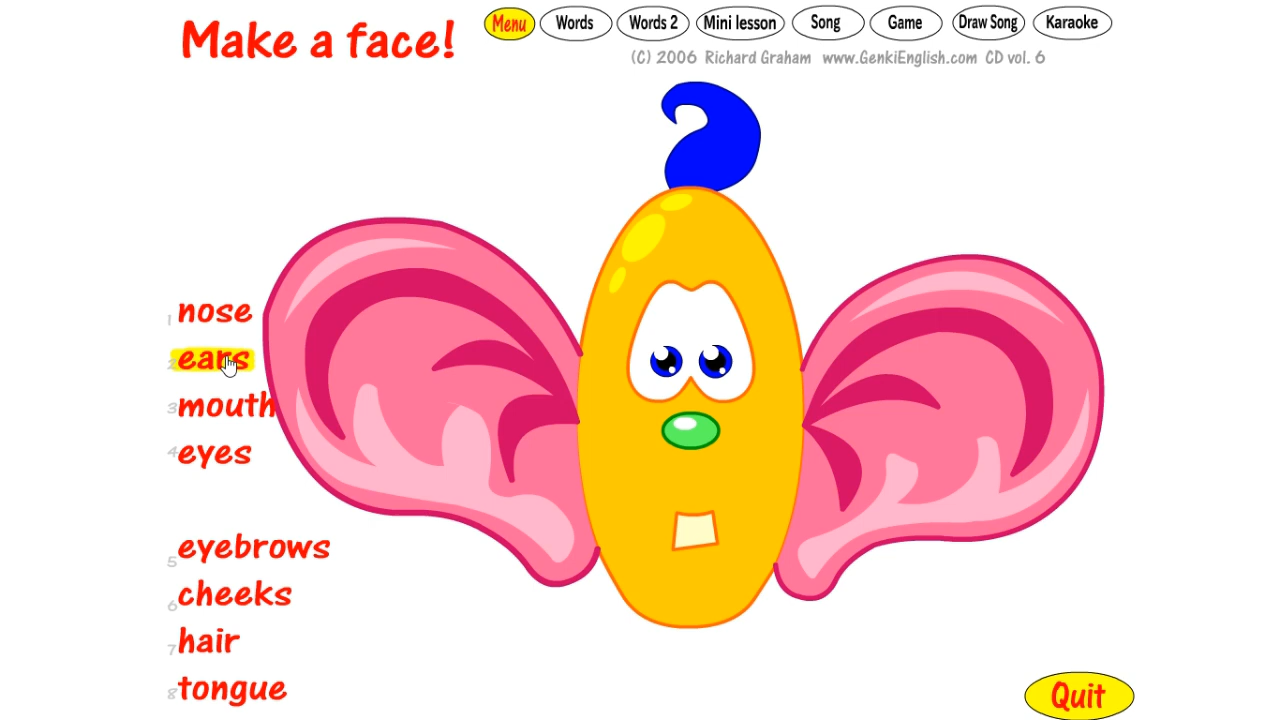 Make a face!
Menu Words Words 2 Mini lesson Song Game Draw Song Karaoke
(C) 2006 Richard Graham www.GenkiEnglish.com CD vol. 6
1 nose
2 ears
3 mouth
4 eyes
5 eyebrows
6 cheeks
7 hair
8 tongue
Quit